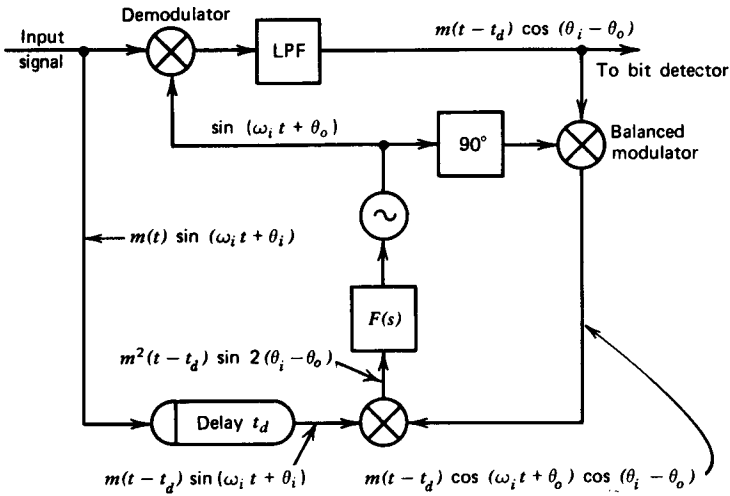 Demodulator
Input
signal
LPF
m(t − t_d) cos (θ_i − θ_o)
To bit detector
sin (ω_i t + θ_o)
90°
Balanced
modulator
~
m(t) sin (ω_i t + θ_i)
F(s)
m²(t − t_d) sin 2(θ_i − θ_o)
Delay t_d
m(t − t_d) sin (ω_i t + θ_i)
m(t − t_d) cos (ω_i t + θ_o) cos (θ_i − θ_o)